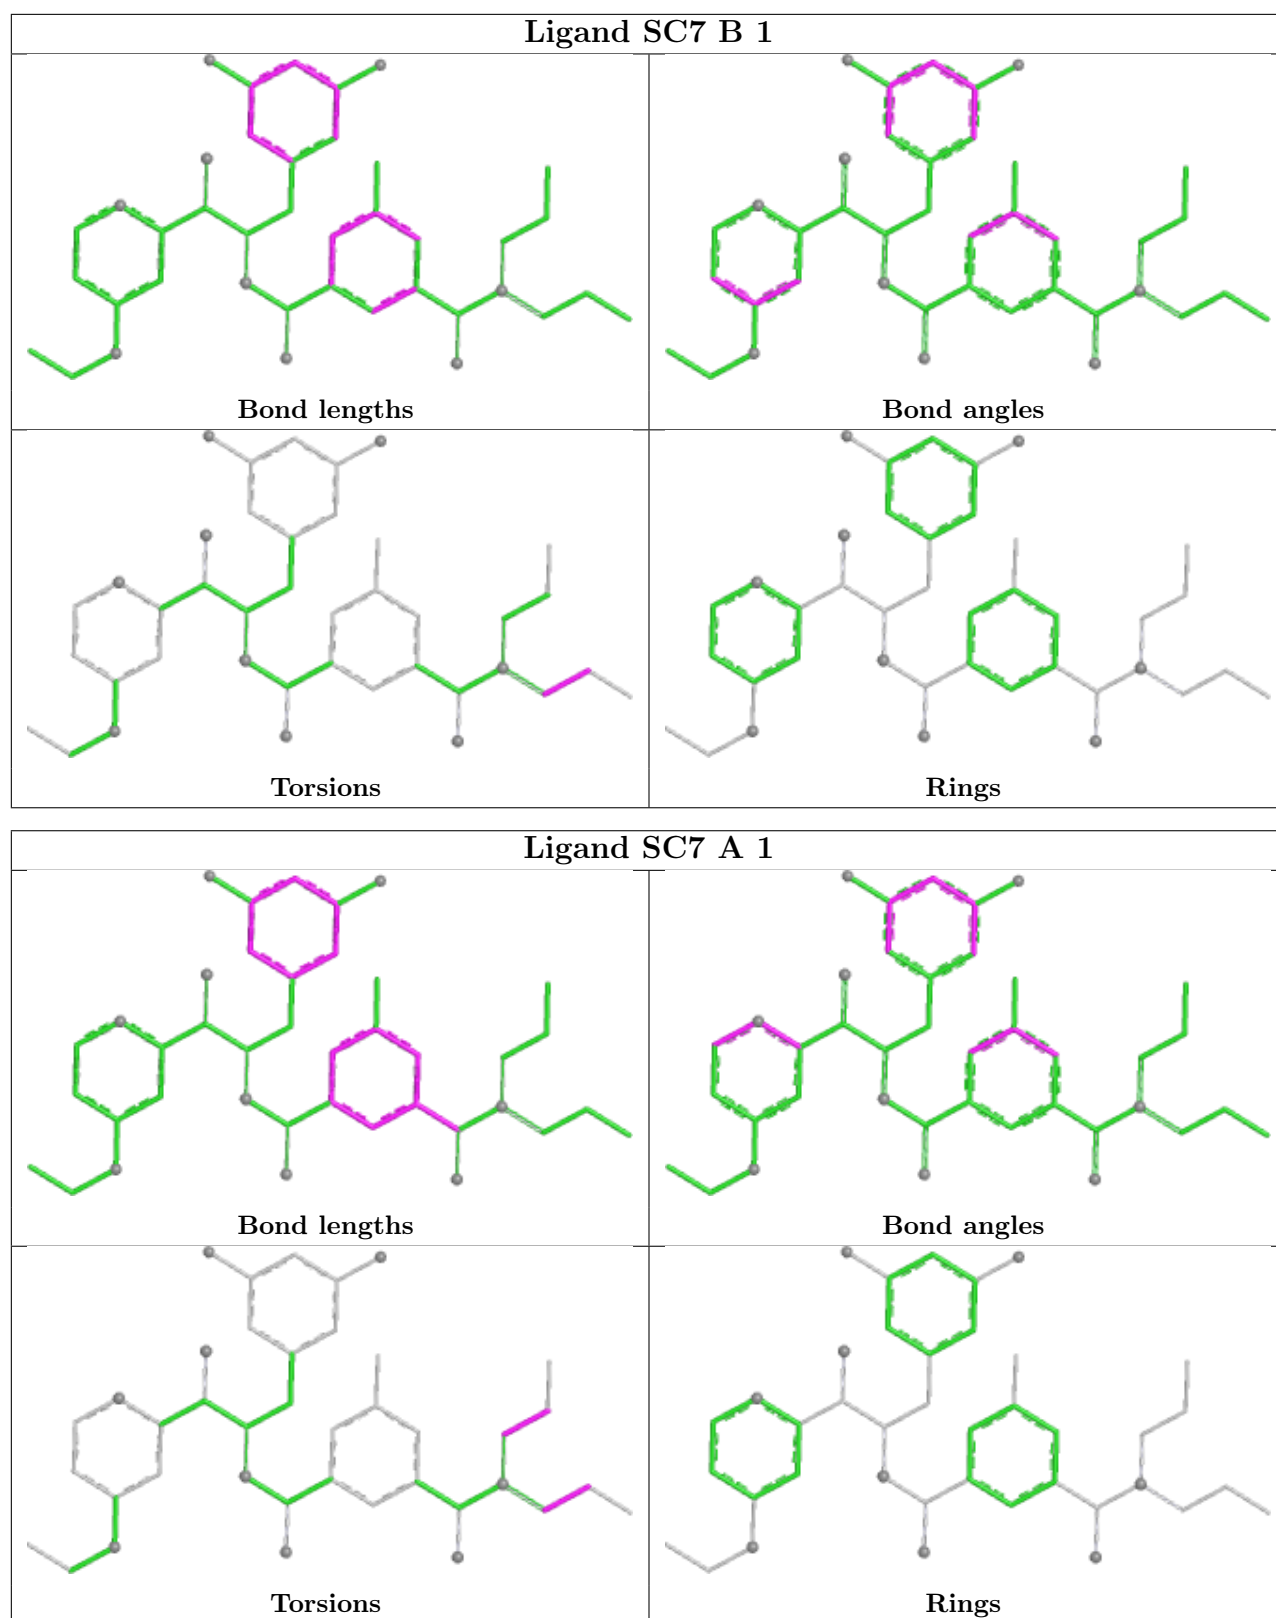 Ligand SC7 B 1
Bond lengths
Bond angles
Torsions
Rings
Ligand SC7 A 1
Bond lengths
Bond angles
Torsions
Rings